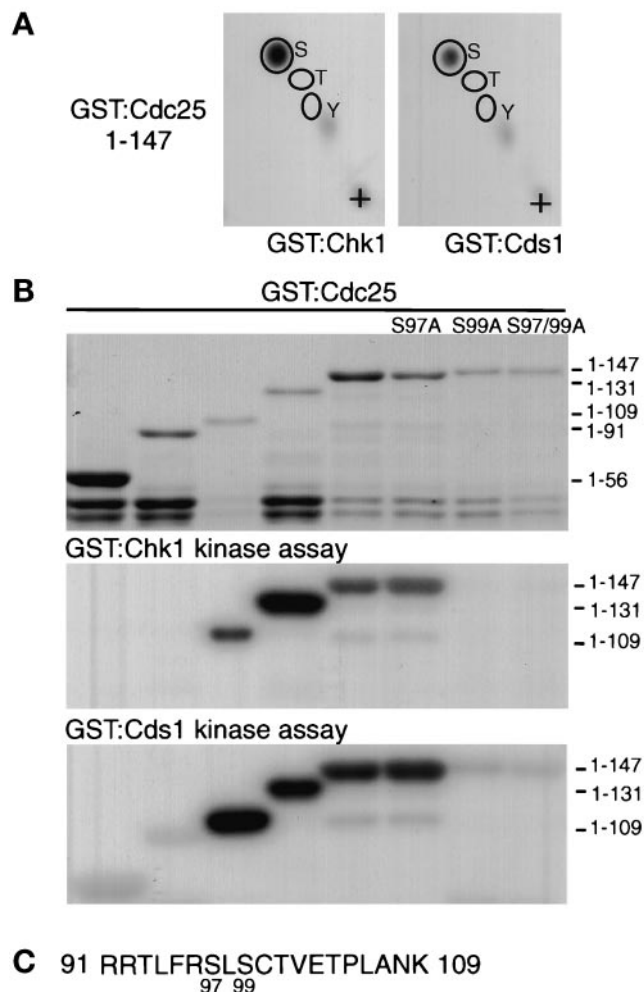 A
GST:Cdc25
1-147
S
T
Y
+
GST:Chk1
S
T
Y
+
GST:Cds1
B
GST:Cdc25
S97A S99A S97/99A
1-147
1-131
1-109
1-91
1-56
GST:Chk1 kinase assay
1-147
1-131
1-109
GST:Cds1 kinase assay
1-147
1-131
1-109
C 91 RRTLFRSLSCTVETPLANK 109
97 99